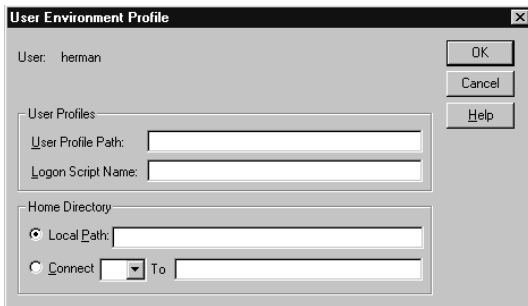 User Environment Profile
User: herman
OK
Cancel
Help
User Profiles
User Profile Path:
Logon Script Name:
Home Directory
Local Path:
Connect To